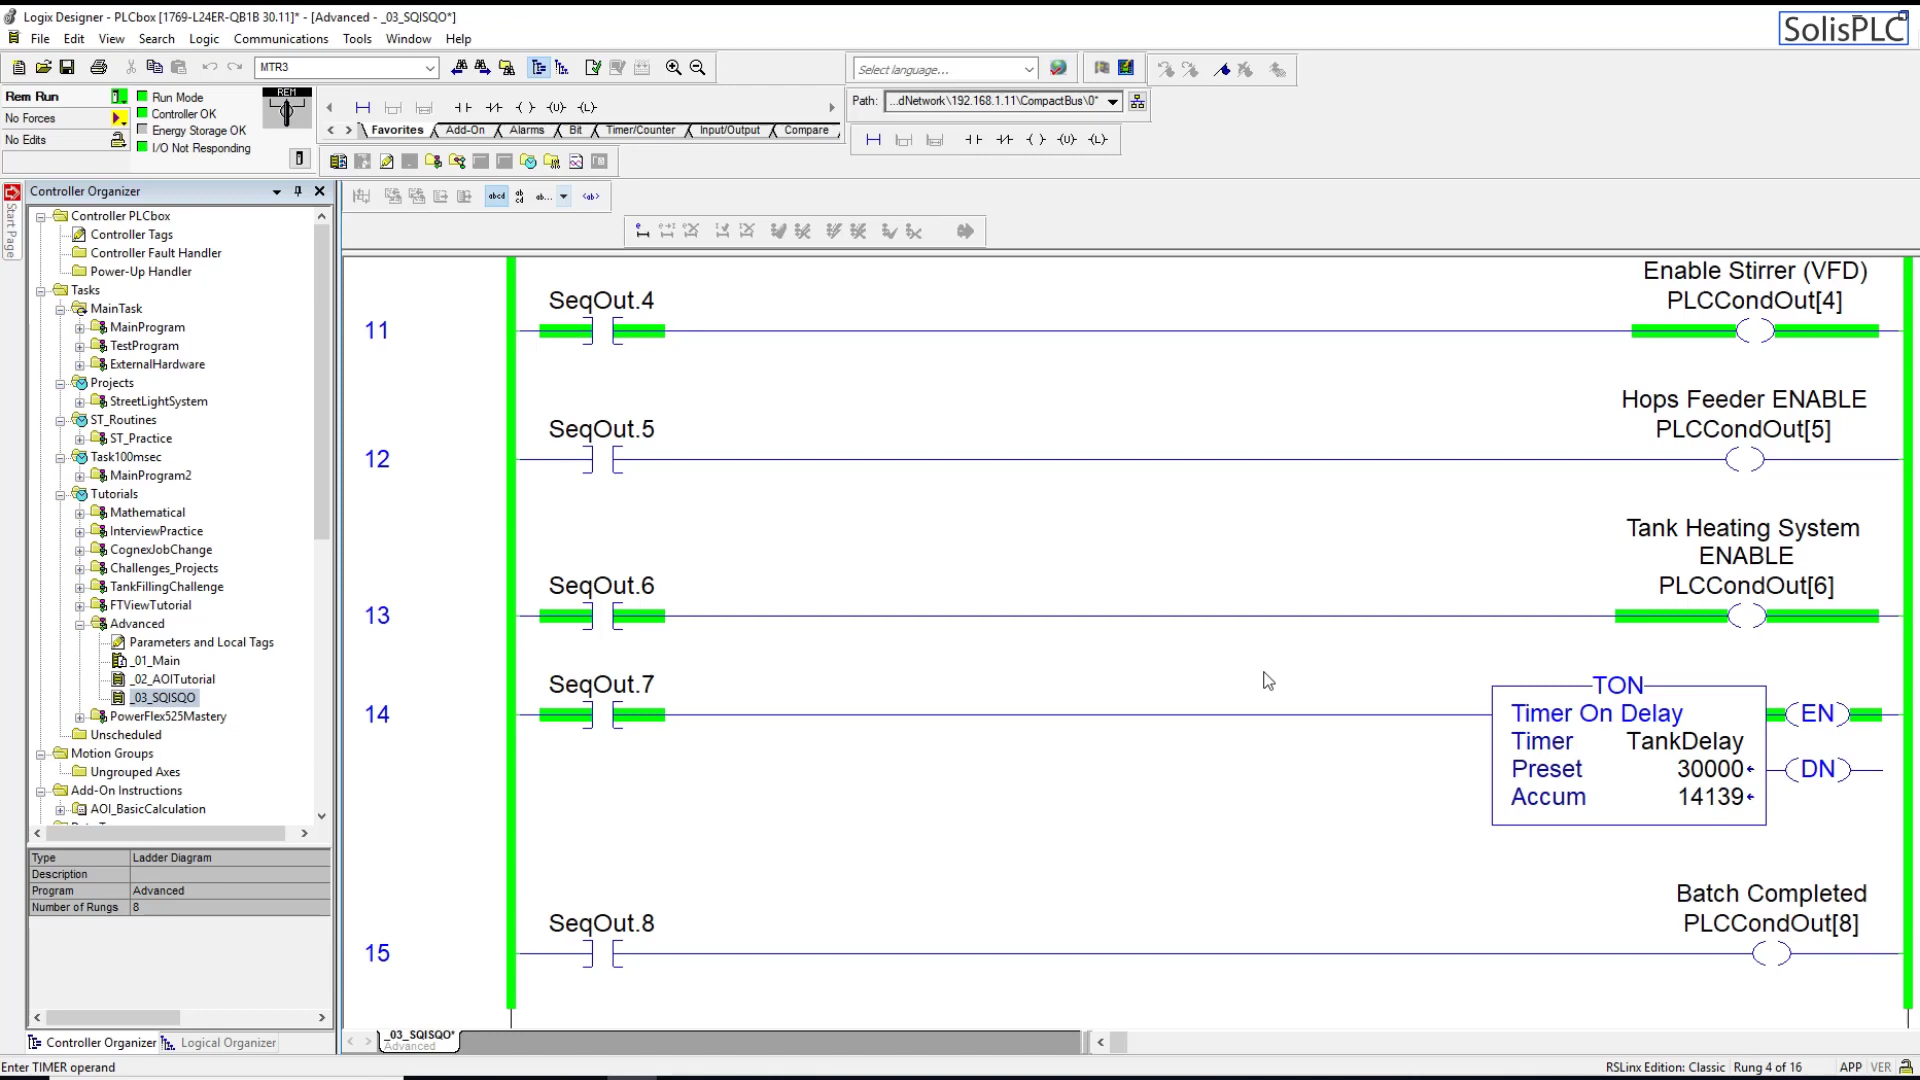 Logix Designer - PLCbox [1769-L24ER-QB1B 30.11]* - [Advanced - _03_SQISQO*]
SolisPLC
File Edit View Search Logic Communications Tools Window Help
MTR3
Select language...
Rem Run
No Forces
No Edits
Run Mode
Controller OK
Energy Storage OK
I/O Not Responding
REM
Path: ...dNetwork\192.168.1.11\CompactBus\0*
Favorites Add-On Alarms Bit Timer/Counter Input/Output Compare
Start Page
Controller Organizer
Controller PLCbox
Controller Tags
Controller Fault Handler
Power-Up Handler
Tasks
MainTask
MainProgram
TestProgram
ExternalHardware
Projects
StreetLightSystem
ST_Routines
ST_Practice
Task100msec
MainProgram2
Tutorials
Mathematical
InterviewPractice
CognexJobChange
Challenges_Projects
TankFillingChallenge
FTViewTutorial
Advanced
Parameters and Local Tags
_01_Main
_02_AOITutorial
_03_SQISQO
PowerFlex525Mastery
Unscheduled
Motion Groups
Ungrouped Axes
Add-On Instructions
AOI_BasicCalculation
Type Ladder Diagram
Description
Program Advanced
Number of Rungs 8
Controller Organizer Logical Organizer
Enable Stirrer (VFD)
SeqOut.4 PLCCondOut[4]
11
Hops Feeder ENABLE
SeqOut.5 PLCCondOut[5]
12
Tank Heating System
ENABLE
SeqOut.6 PLCCondOut[6]
13
SeqOut.7
14
TON
Timer On Delay EN
Timer TankDelay
Preset 30000 DN
Accum 14139
Batch Completed
SeqOut.8 PLCCondOut[8]
15
_03_SQISQO*
Advanced
Enter TIMER operand
RSLinx Edition: Classic Rung 4 of 16 APP VER